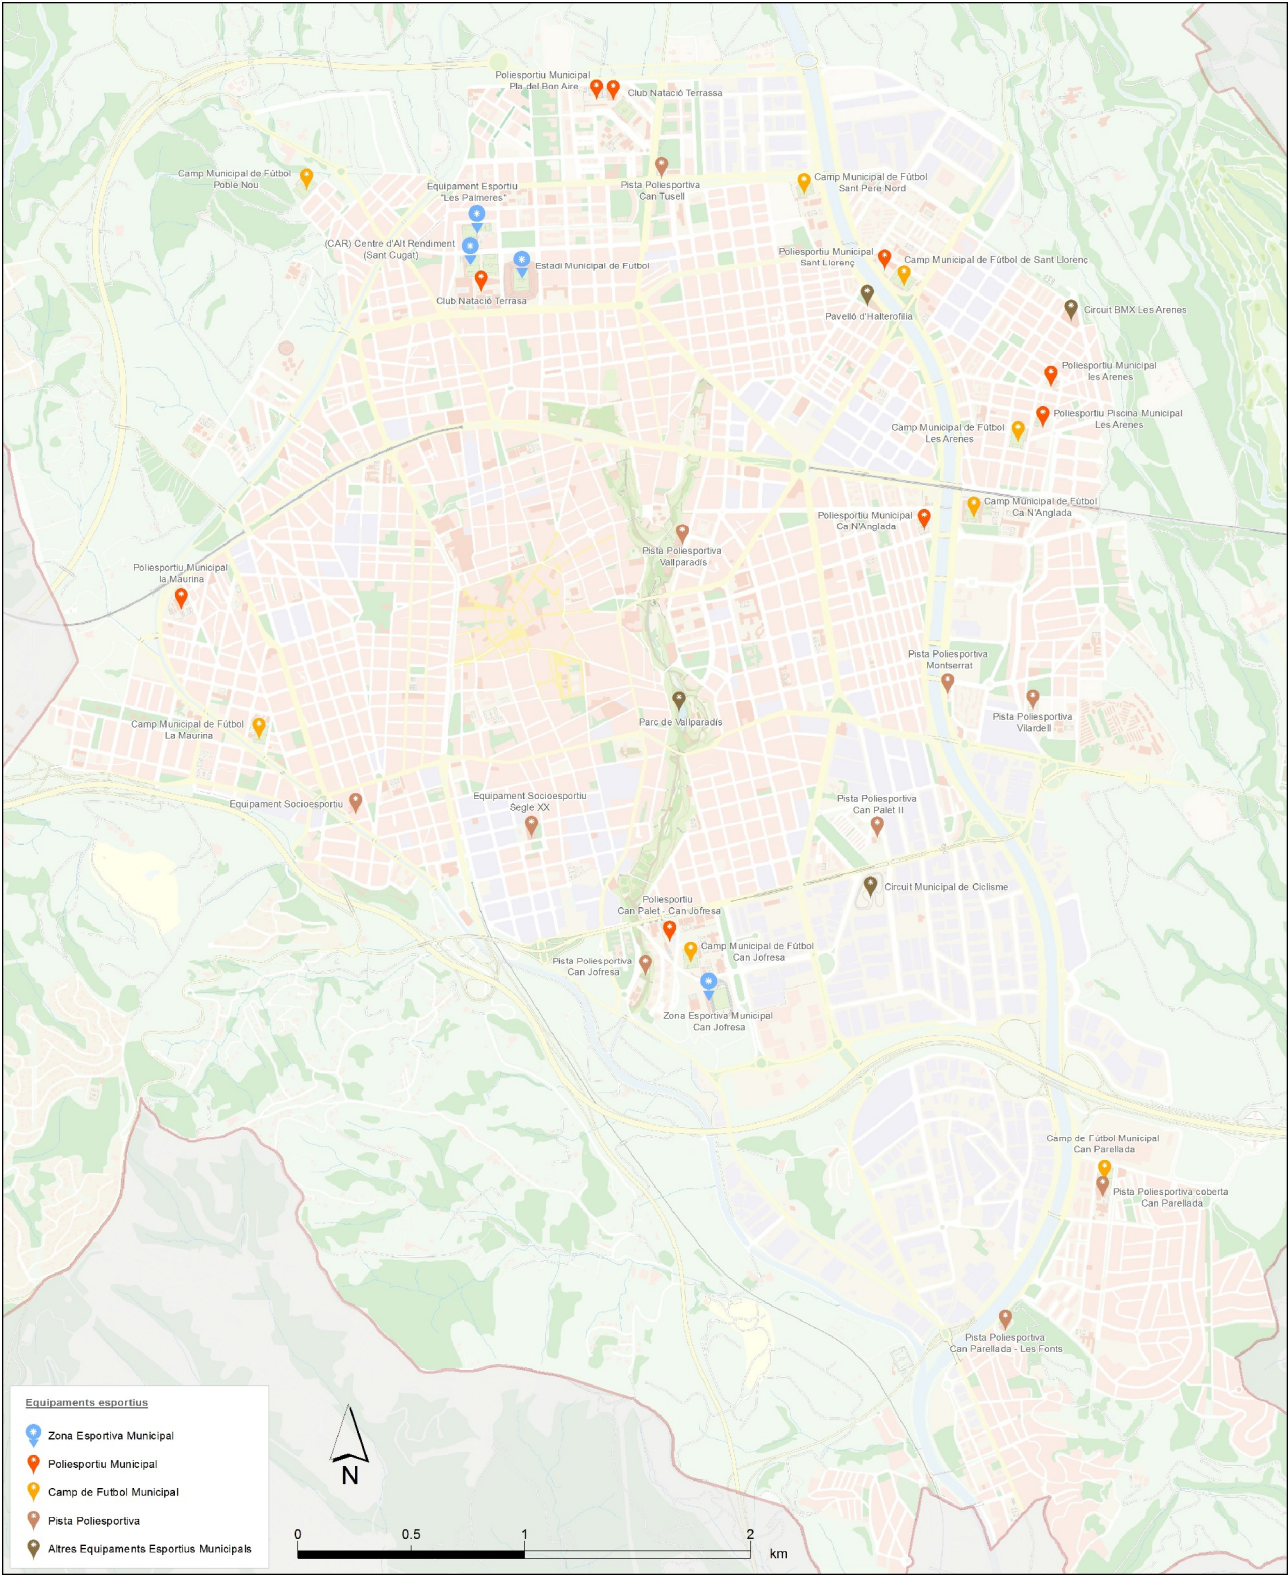 Poliesportiu Municipal
Pla del Bon Aire
Club Natació Terrassa
Camp Municipal de Fútbol
Poble Nou
Equipament Esportiu
"Les Palmeres"
Pista Poliesportiva
Can Tusell
Camp Municipal de Fútbol
Sant Pere Nord
(CAR) Centre d'Alt Rendiment
(Sant Cugat)
Estadi Municipal de Futbol
Club Natació Terrasa
Poliesportiu Municipal
Sant Llorenç
Camp Municipal de Fútbol de Sant Llorenç
Pavelló d'Halterofilia
Circuit BMX Les Arenes
Poliesportiu Municipal
les Arenes
Poliesportiu Piscina Municipal
Les Arenes
Camp Municipal de Fútbol
Les Arenes
Camp Municipal de Fútbol
Ca N'Anglada
Poliesportiu Municipal
Ca N'Anglada
Pista Poliesportiva
Vallparadís
Poliesportiu Municipal
la Maurina
Pista Poliesportiva
Montserrat
Pista Poliesportiva
Vilardell
Parc de Vallparadís
Camp Municipal de Fútbol
La Maurina
Equipament Socioesportiu
Equipament Socioesportiu
Segle XX
Pista Poliesportiva
Can Palet II
Circuit Municipal de Ciclisme
Poliesportiu
Can Palet - Can Jofresa
Camp Municipal de Fútbol
Can Jofresa
Pista Poliesportiva
Can Jofresa
Zona Esportiva Municipal
Can Jofresa
Camp de Fútbol Municipal
Can Parellada
Pista Poliesportiva coberta
Can Parellada
Pista Poliesportiva
Can Parellada - Les Fonts
Equipaments esportius
Zona Esportiva Municipal
Poliesportiu Municipal
Camp de Futbol Municipal
Pista Poliesportiva
Altres Equipaments Esportius Municipals
N
0 0.5 1 2
km